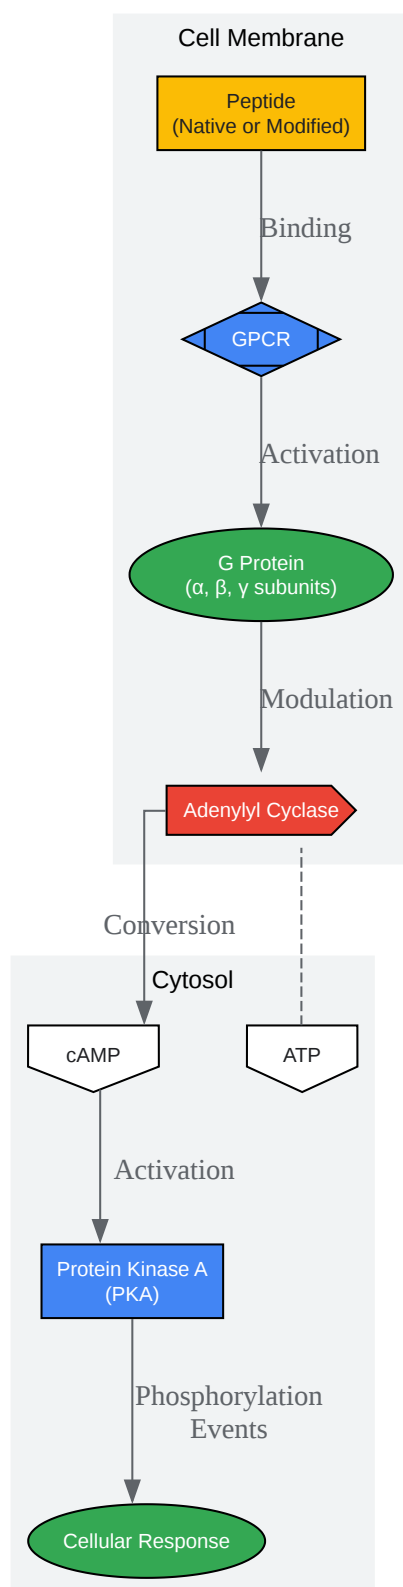 Cell Membrane
Peptide
(Native or Modified)
Binding
GPCR
Activation
G Protein
(α, β, γ subunits)
Modulation
Adenylyl Cyclase
Conversion
Cytosol
cAMP
ATP
Activation
Protein Kinase A
(PKA)
Phosphorylation
Events
Cellular Response